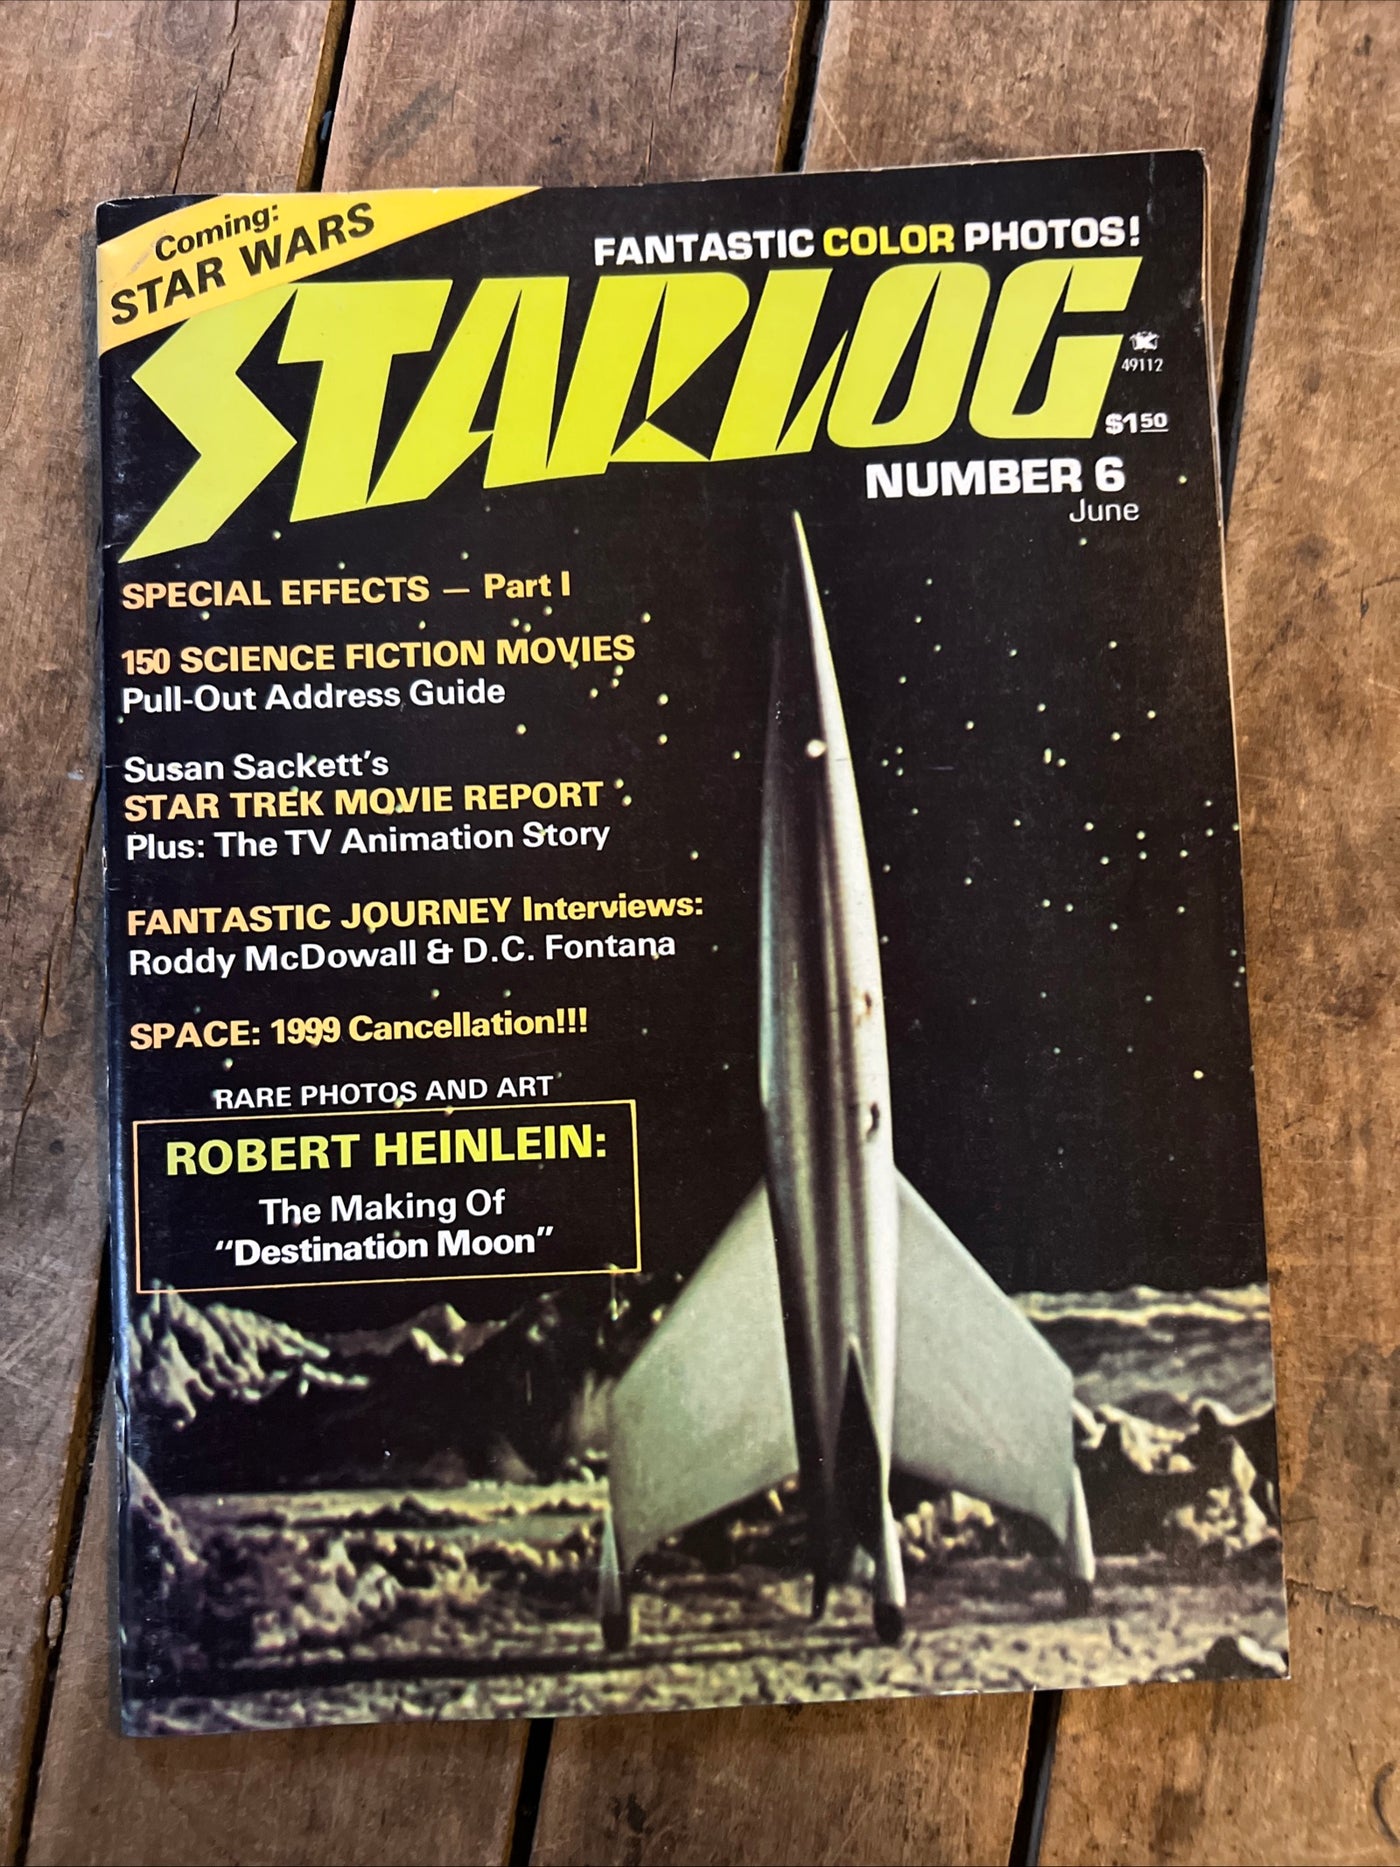 Coming:
STAR WARS
FANTASTIC COLOR PHOTOS!
STARLOG
K
49112
$1.50
NUMBER 6
June
SPECIAL EFFECTS — Part I
150 SCIENCE FICTION MOVIES
Pull-Out Address Guide
Susan Sackett's
STAR TREK MOVIE REPORT
Plus: The TV Animation Story
FANTASTIC JOURNEY Interviews:
Roddy McDowall & D.C. Fontana
SPACE: 1999 Cancellation!!!
RARE PHOTOS AND ART
ROBERT HEINLEIN:
The Making Of
"Destination Moon"